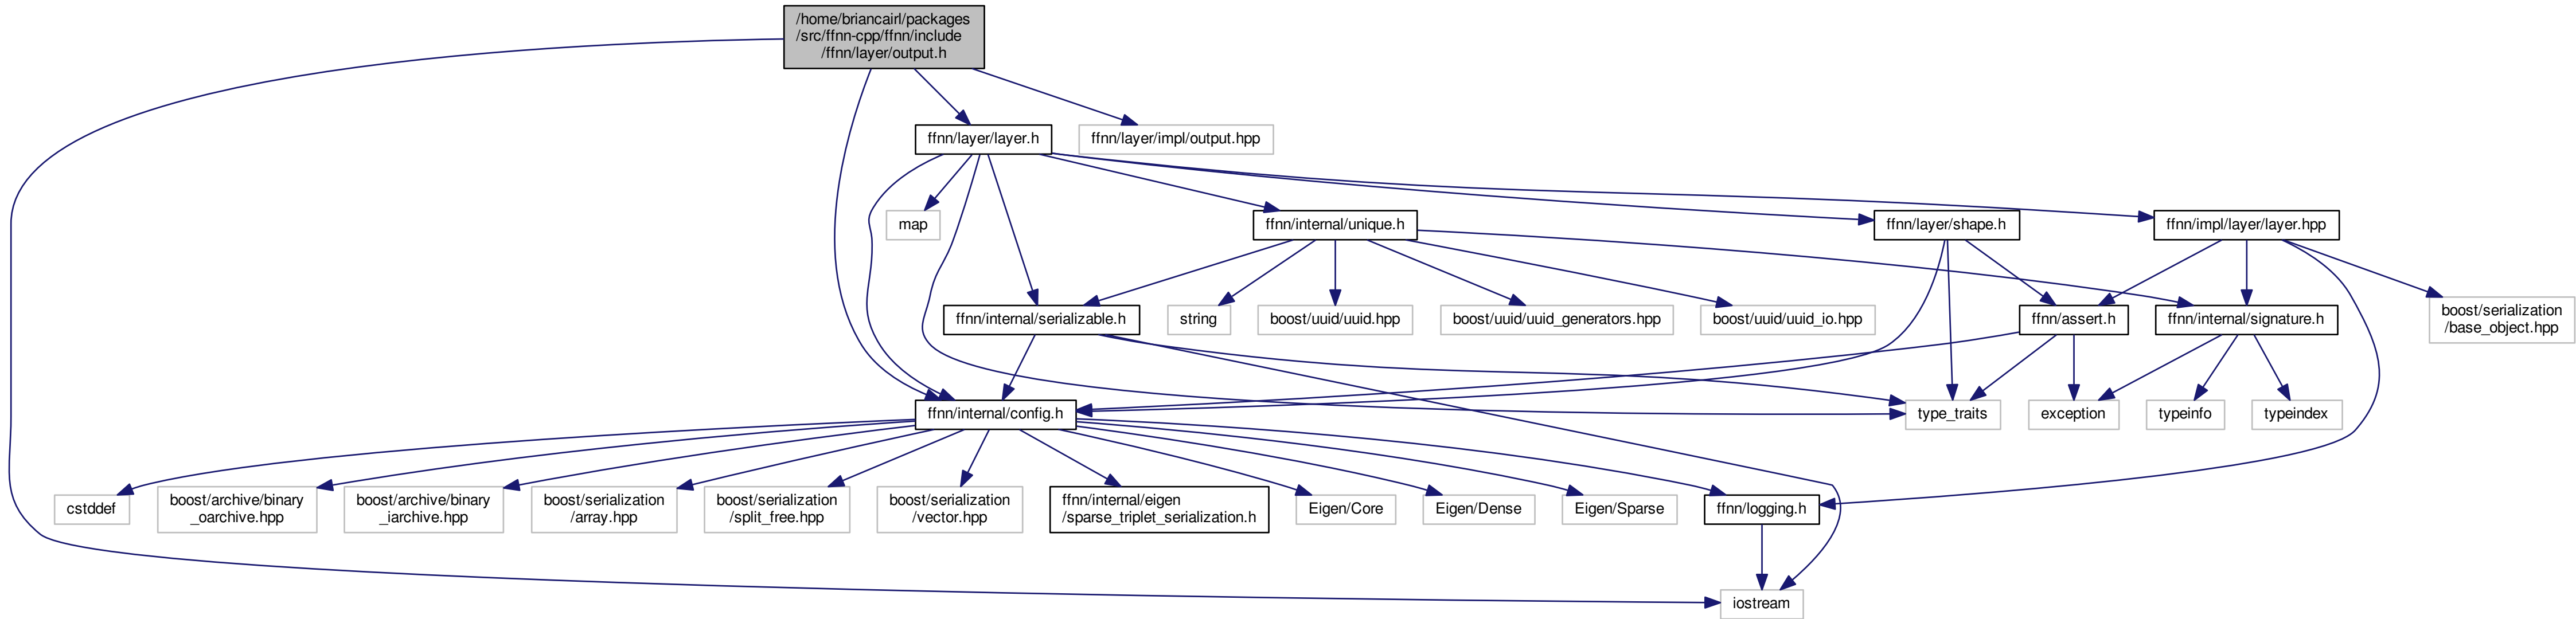 /home/briancairl/packages
/src/ffnn-cpp/ffnn/include
/ffnn/layer/output.h
ffnn/layer/layer.h
ffnn/layer/impl/output.hpp
map
ffnn/internal/unique.h
ffnn/layer/shape.h
ffnn/impl/layer/layer.hpp
ffnn/internal/serializable.h
string
boost/uuid/uuid.hpp
boost/uuid/uuid_generators.hpp
boost/uuid/uuid_io.hpp
ffnn/assert.h
ffnn/internal/signature.h
boost/serialization
/base_object.hpp
ffnn/internal/config.h
type_traits
exception
typeinfo
typeindex
cstddef
boost/archive/binary
_oarchive.hpp
boost/archive/binary
_iarchive.hpp
boost/serialization
/array.hpp
boost/serialization
/split_free.hpp
boost/serialization
/vector.hpp
ffnn/internal/eigen
/sparse_triplet_serialization.h
Eigen/Core
Eigen/Dense
Eigen/Sparse
ffnn/logging.h
iostream